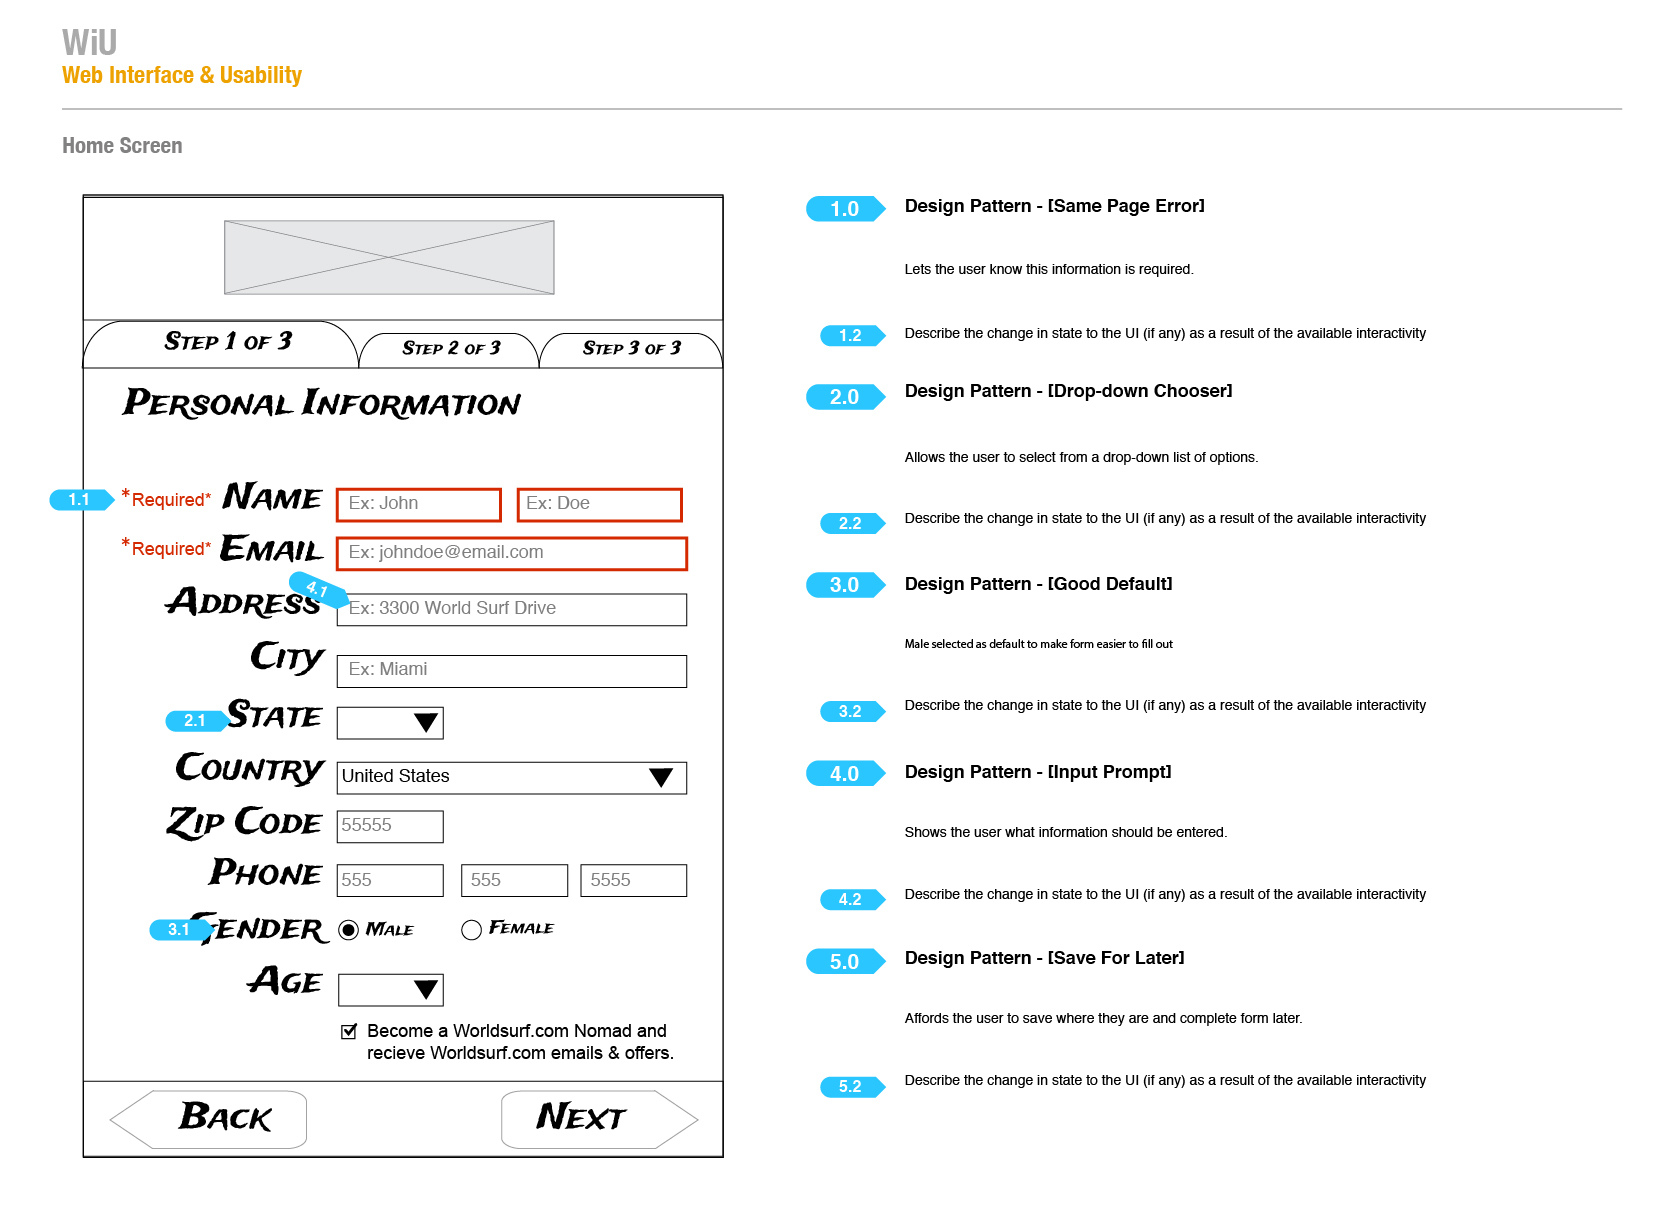 WiU
Web Interface & Usability
Home Screen
Step 1 of 3
Step 2 of 3
Step 3 of 3
Personal Information
1.1
*Required*
Name
Ex: John
Ex: Doe
*Required*
Email
Ex: johndoe@email.com
4.1
Address
Ex: 3300 World Surf Drive
City
Ex: Miami
2.1
State
Country
United States
Zip Code
55555
Phone
555
555
5555
3.1
Gender
Male
Female
Age
Become a Worldsurf.com Nomad and
recieve Worldsurf.com emails & offers.
Back
Next
1.0
Design Pattern - [Same Page Error]
Lets the user know this information is required.
1.2
Describe the change in state to the UI (if any) as a result of the available interactivity
2.0
Design Pattern - [Drop-down Chooser]
Allows the user to select from a drop-down list of options.
2.2
Describe the change in state to the UI (if any) as a result of the available interactivity
3.0
Design Pattern - [Good Default]
Male selected as default to make form easier to fill out
3.2
Describe the change in state to the UI (if any) as a result of the available interactivity
4.0
Design Pattern - [Input Prompt]
Shows the user what information should be entered.
4.2
Describe the change in state to the UI (if any) as a result of the available interactivity
5.0
Design Pattern - [Save For Later]
Affords the user to save where they are and complete form later.
5.2
Describe the change in state to the UI (if any) as a result of the available interactivity